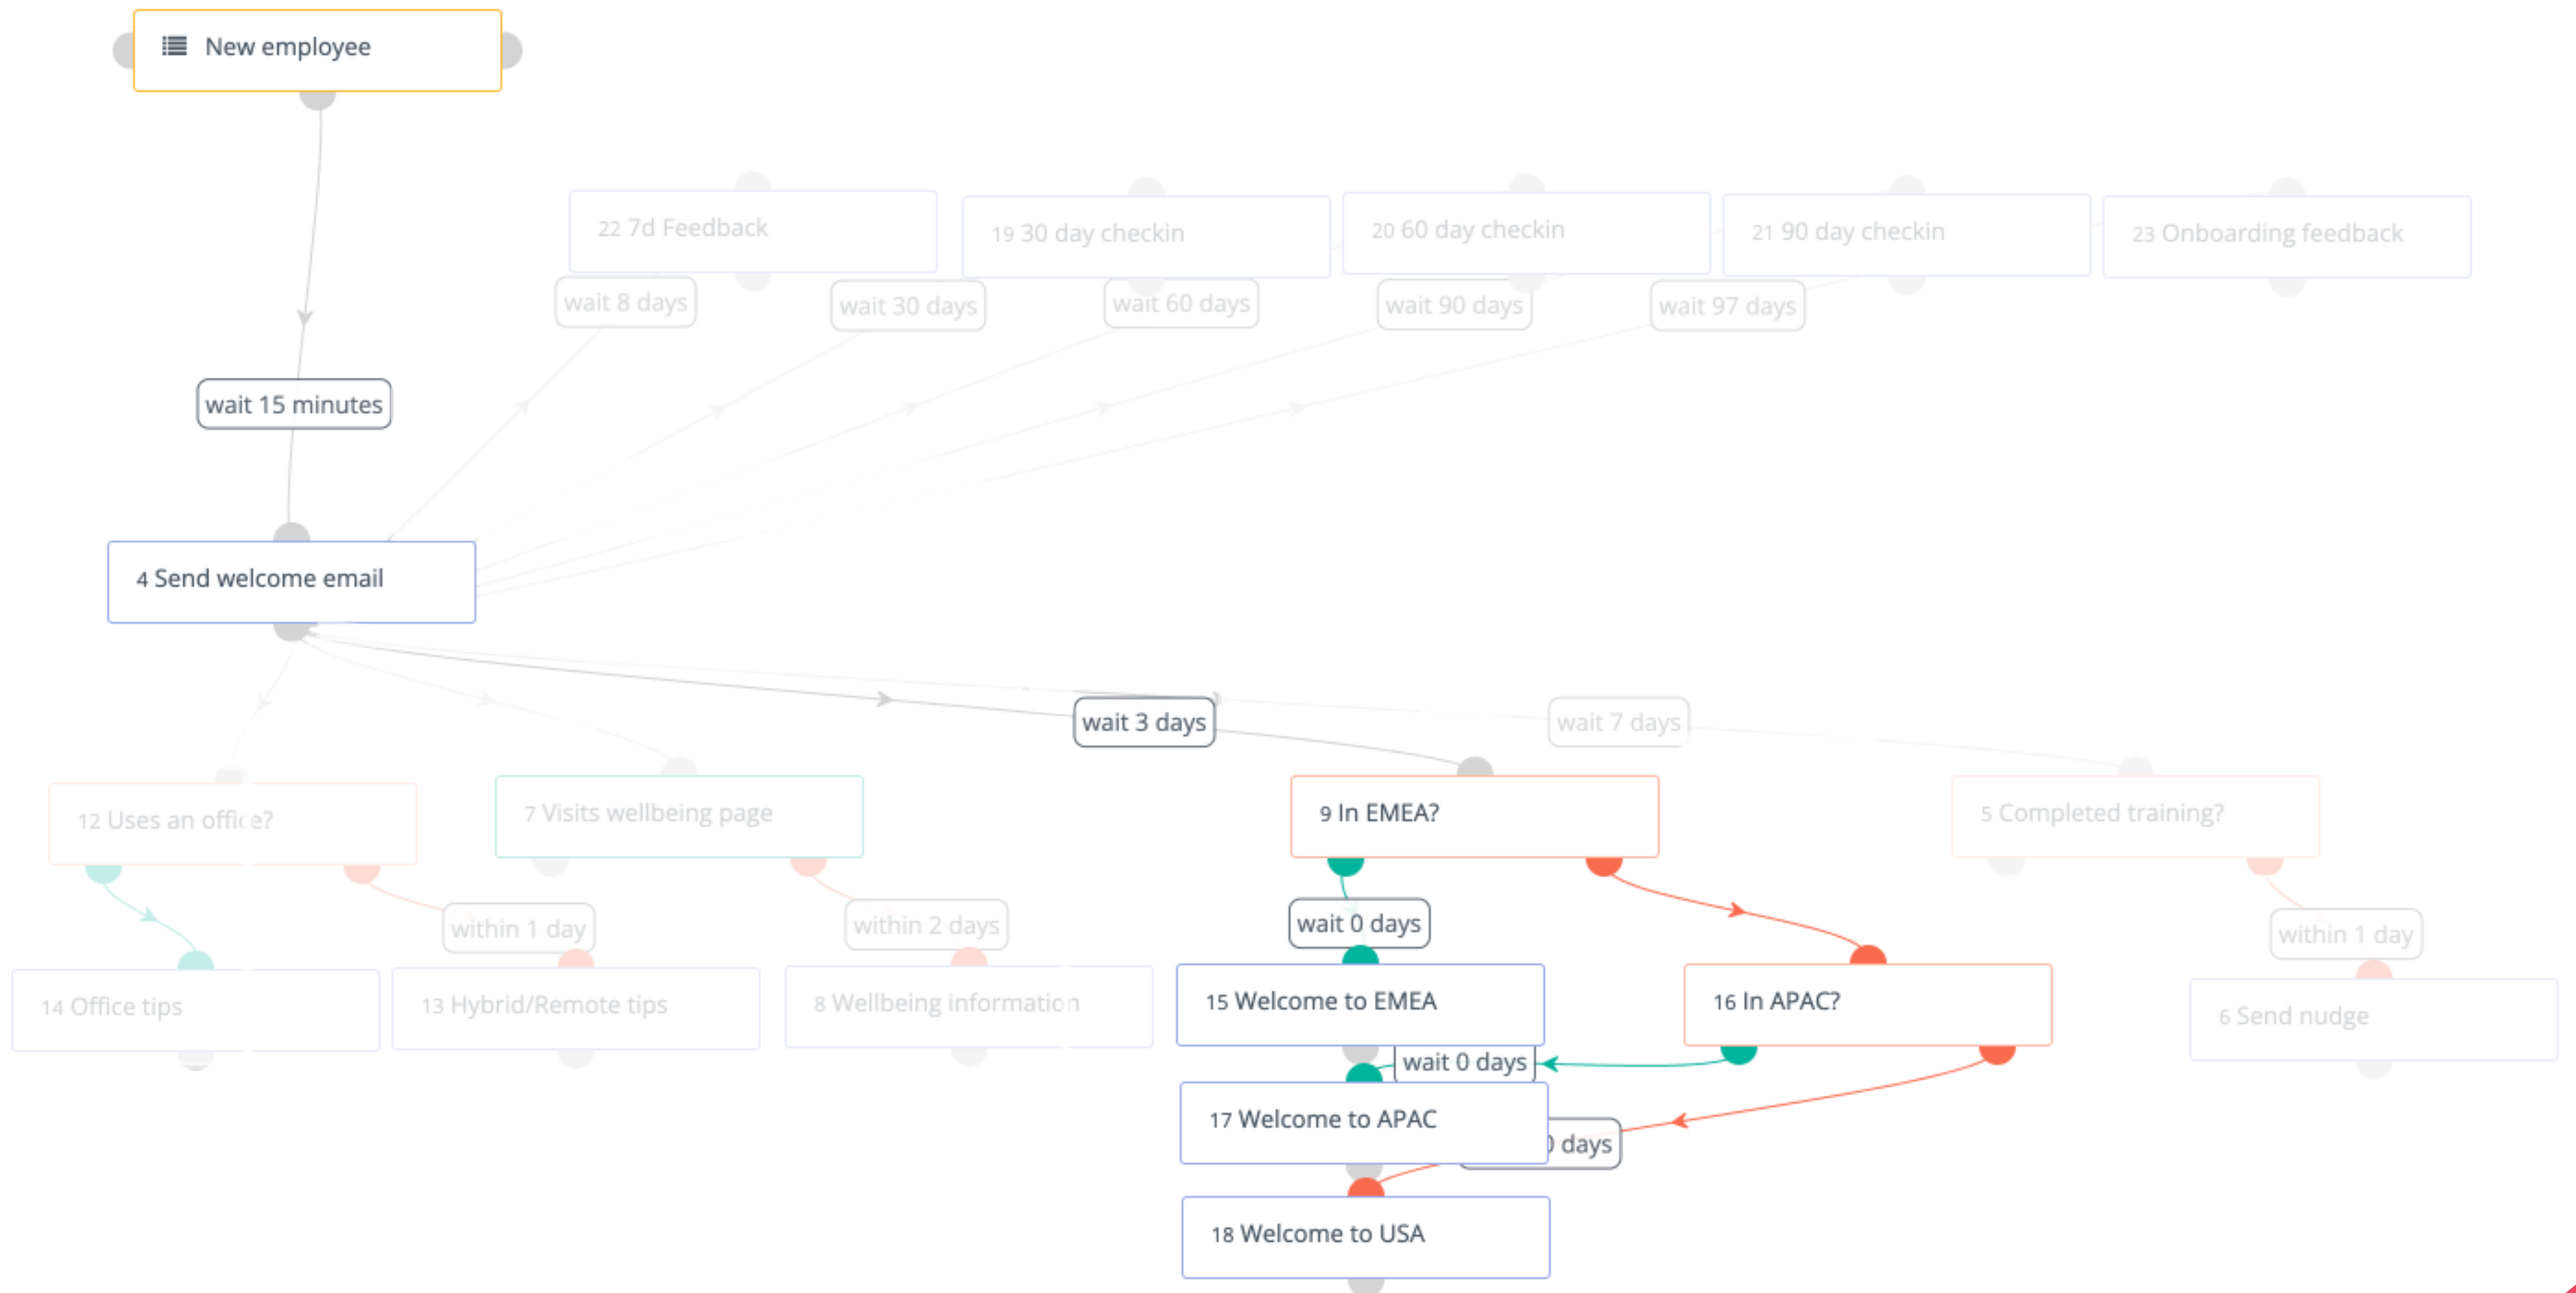 New employee
22 7d Feedback
19 30 day checkin
20 60 day checkin
21 90 day checkin
23 Onboarding feedback
wait 8 days
wait 30 days
wait 60 days
wait 90 days
wait 97 days
wait 15 minutes
4 Send welcome email
wait 3 days
wait 7 days
12 Uses an office?
7 Visits wellbeing page
9 In EMEA?
5 Completed training?
within 1 day
within 2 days
wait 0 days
within 1 day
14 Office tips
13 Hybrid/Remote tips
8 Wellbeing information
15 Welcome to EMEA
16 In APAC?
6 Send nudge
wait 0 days
17 Welcome to APAC
days
18 Welcome to USA